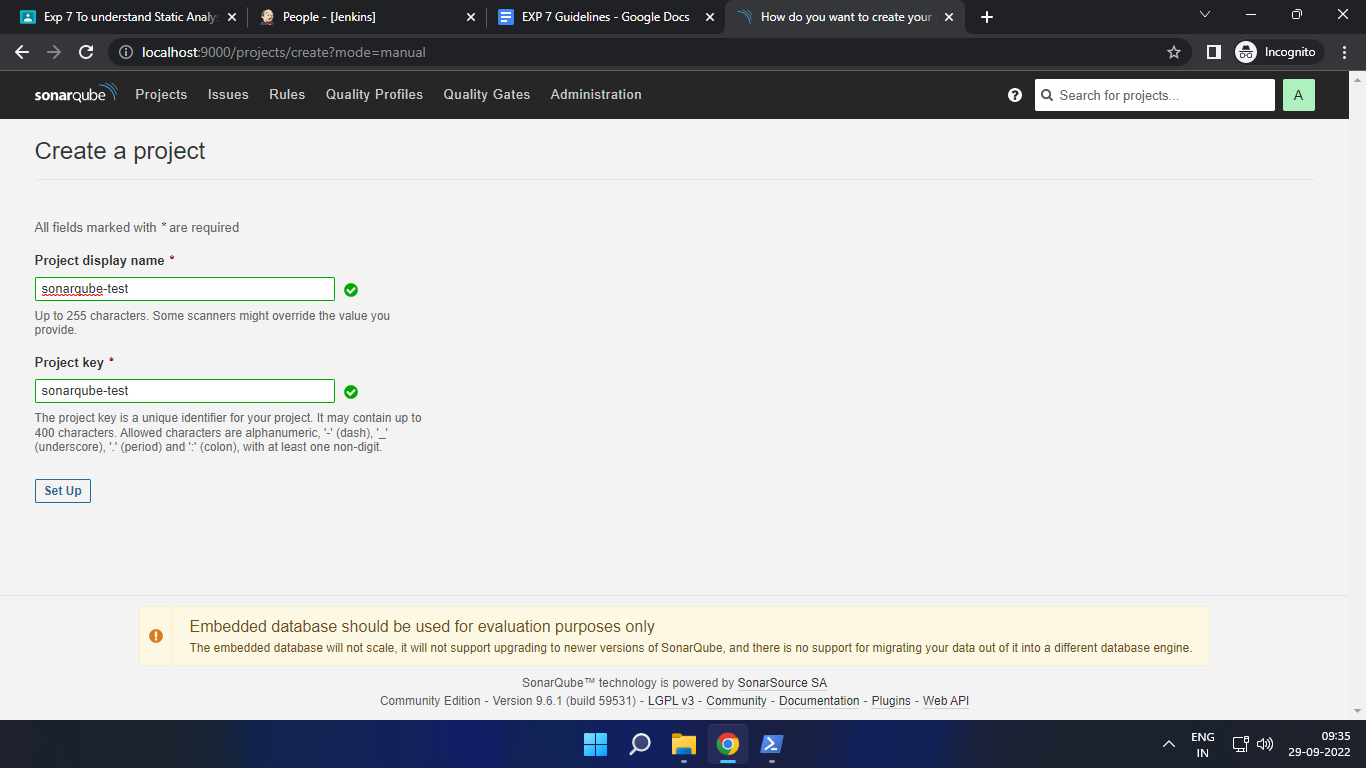 Exp 7 To understand Static Analy
People - [Jenkins]
EXP 7 Guidelines - Google Docs
How do you want to create your
localhost:9000/projects/create?mode=manual
Incognito
sonarqube
Projects
Issues
Rules
Quality Profiles
Quality Gates
Administration
Search for projects...
A
Create a project
All fields marked with * are required
Project display name *
sonarqube-test
Up to 255 characters. Some scanners might override the value you
provide.
Project key *
sonarqube-test
The project key is a unique identifier for your project. It may contain up to
400 characters. Allowed characters are alphanumeric, '-' (dash), '_'
(underscore), '.' (period) and ':' (colon), with at least one non-digit.
Set Up
Embedded database should be used for evaluation purposes only
The embedded database will not scale, it will not support upgrading to newer versions of SonarQube, and there is no support for migrating your data out of it into a different database engine.
SonarQube™ technology is powered by SonarSource SA
Community Edition - Version 9.6.1 (build 59531) - LGPL v3 - Community - Documentation - Plugins - Web API
ENG
IN
09:35
29-09-2022